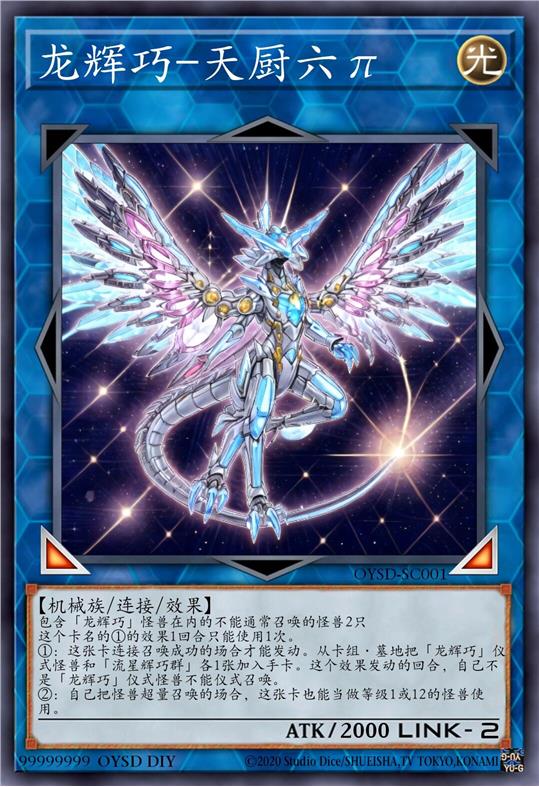 龙辉巧-天厨六π
光
OYSD-SC001
【机械族/连接/效果】
包含「龙辉巧」怪兽在内的不能通常召唤的怪兽2只
这个卡名的①的效果1回合只能使用1次。
①：这张卡连接召唤成功的场合才能发动。从卡组·墓地把「龙辉巧」仪
式怪兽和「流星辉巧群」各1张加入手卡。这个效果发动的回合，自己不
是「龙辉巧」仪式怪兽不能仪式召唤。
②：自己把怪兽超量召唤的场合，这张卡也能当做等级1或12的怪兽使
用。
ATK/2000 LINK-2
99999999 OYSD DIY ©2020 Studio Dice/SHUEISHA,TV TOKYO,KONAMI